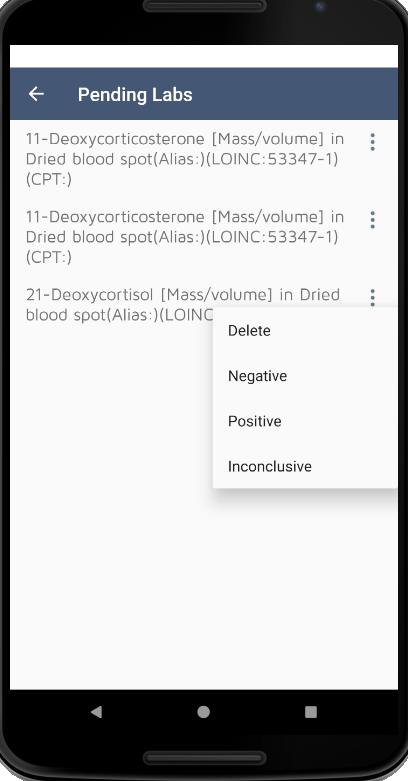 Pending Labs
11-Deoxycorticosterone [Mass/volume] in
Dried blood spot(Alias:)(LOINC:53347-1)
(CPT:)
11-Deoxycorticosterone [Mass/volume] in
Dried blood spot(Alias:)(LOINC:53347-1)
(CPT:)
21-Deoxycortisol [Mass/volume] in Dried
blood spot(Alias:)(LOINC
Delete
Negative
Positive
Inconclusive